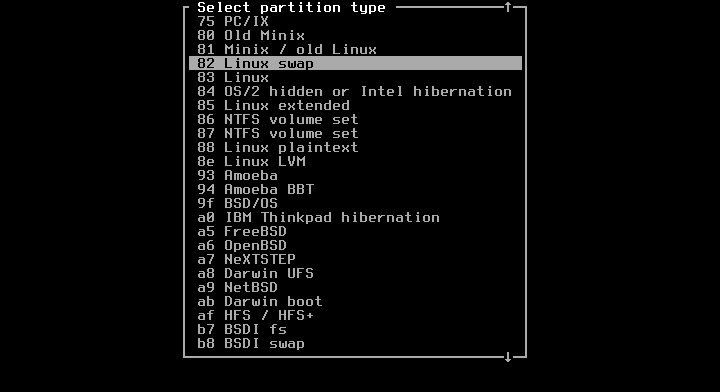 Select partition type ↑
75 PC/IX
80 Old Minix
81 Minix / old Linux
82 Linux swap
83 Linux
84 OS/2 hidden or Intel hibernation
85 Linux extended
86 NTFS volume set
87 NTFS volume set
88 Linux plaintext
8e Linux LVM
93 Amoeba
94 Amoeba BBT
9f BSD/OS
a0 IBM Thinkpad hibernation
a5 FreeBSD
a6 OpenBSD
a7 NeXTSTEP
a8 Darwin UFS
a9 NetBSD
ab Darwin boot
af HFS / HFS+
b7 BSDI fs
b8 BSDI swap
↓